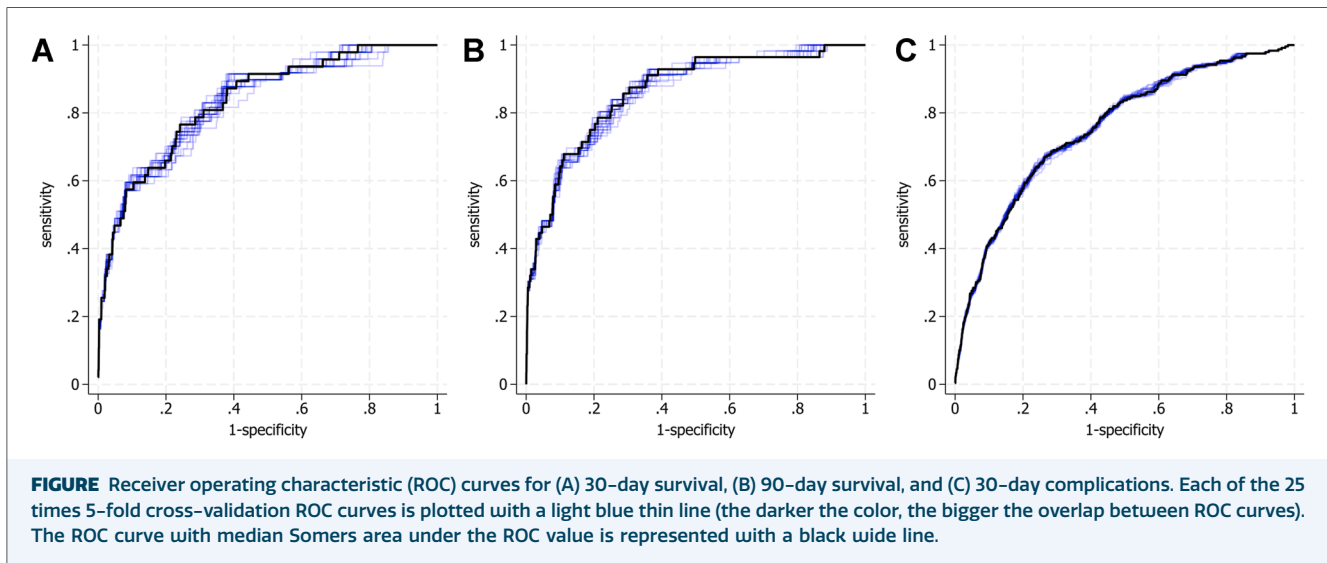 A
B
C
1
.8
.6
.4
.2
0
sensitivity
0 .2 .4 .6 .8 1
1-specificity
1
.8
.6
.4
.2
0
sensitivity
0 .2 .4 .6 .8 1
1-specificity
1
.8
.6
.4
.2
0
sensitivity
0 .2 .4 .6 .8 1
1-specificity
FIGURE Receiver operating characteristic (ROC) curves for (A) 30-day survival, (B) 90-day survival, and (C) 30-day complications. Each of the 25
times 5-fold cross-validation ROC curves is plotted with a light blue thin line (the darker the color, the bigger the overlap between ROC curves).
The ROC curve with median Somers area under the ROC value is represented with a black wide line.